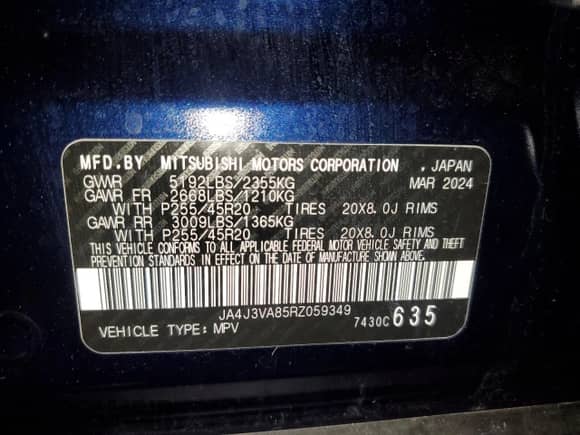 MFD.BY MITSUBISHI MOTORS CORPORATION , JAPAN
GVWR 5192LBS/2355KG MAR 2024
GAWR FR 2668LBS/1210KG
WITH P255/45R20 TIRES 20X8.0J RIMS
GAWR RR 3009LBS/1365KG
WITH P255/45R20 TIRES 20X8.0J RIMS
THIS VEHICLE CONFORMS TO ALL APPLICABLE FEDERAL MOTOR VEHICLE SAFETY AND THEFT
PREVENTION STANDARDS IN EFFECT ON THE DATE OF MANUFACTURE SHOWN ABOVE.
JA4J3VA85RZ059349
VEHICLE TYPE: MPV 7430C 635